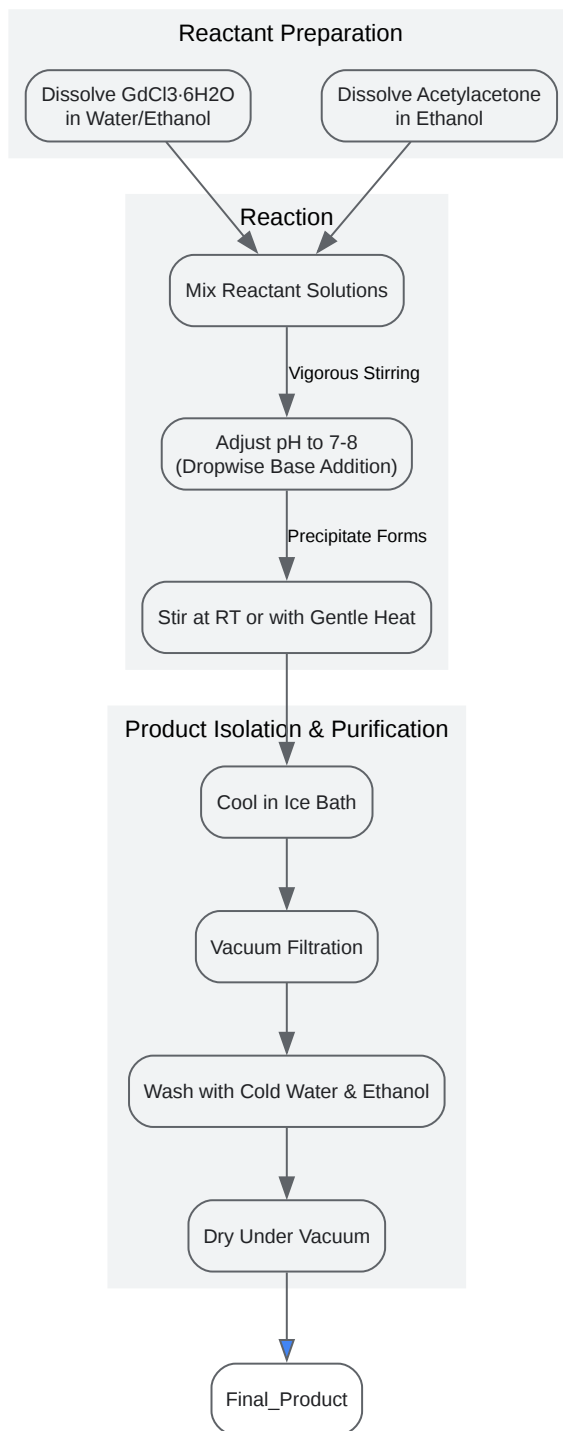 Reactant Preparation
Dissolve GdCl3·6H2O
in Water/Ethanol
Dissolve Acetylacetone
in Ethanol
Reaction
Mix Reactant Solutions
Vigorous Stirring
Adjust pH to 7-8
(Dropwise Base Addition)
Precipitate Forms
Stir at RT or with Gentle Heat
Product Isolation & Purification
Cool in Ice Bath
Vacuum Filtration
Wash with Cold Water & Ethanol
Dry Under Vacuum
Final_Product